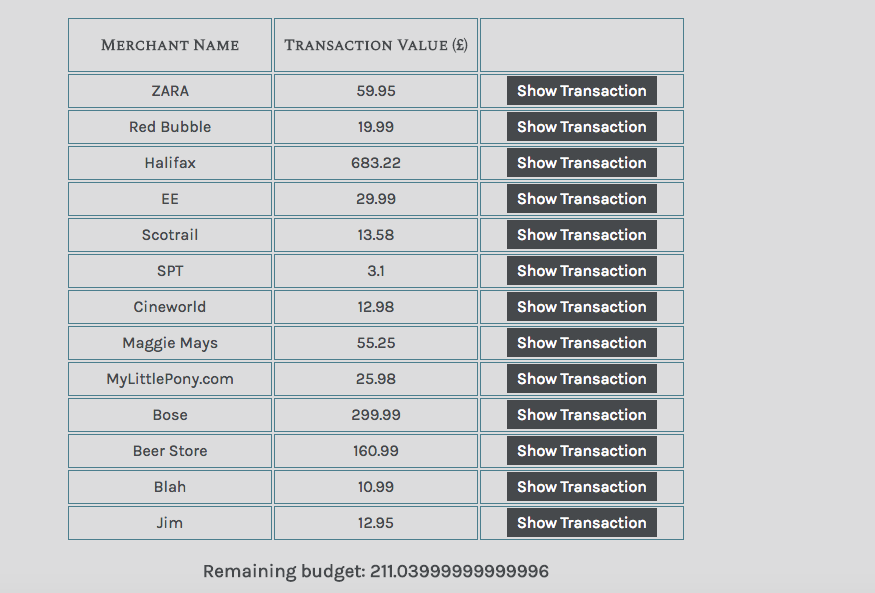 Merchant Name Transaction Value (£)
ZARA 59.95 Show Transaction
Red Bubble 19.99 Show Transaction
Halifax 683.22 Show Transaction
EE 29.99 Show Transaction
Scotrail 13.58 Show Transaction
SPT 3.1 Show Transaction
Cineworld 12.98 Show Transaction
Maggie Mays 55.25 Show Transaction
MyLittlePony.com 25.98 Show Transaction
Bose 299.99 Show Transaction
Beer Store 160.99 Show Transaction
Blah 10.99 Show Transaction
Jim 12.95 Show Transaction
Remaining budget: 211.03999999999996